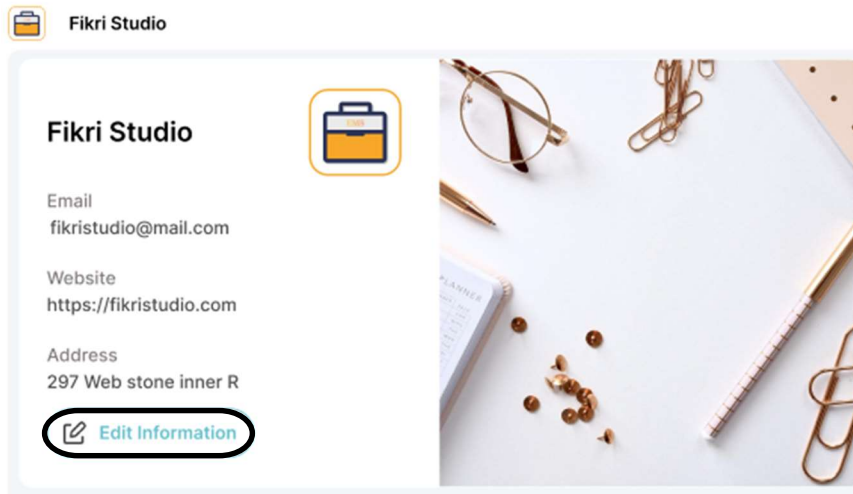 Fikri Studio
Fikri Studio
Email
fikristudio@mail.com
Website
https://fikristudio.com
Address
297 Web stone inner R
Edit Information
PLANNER